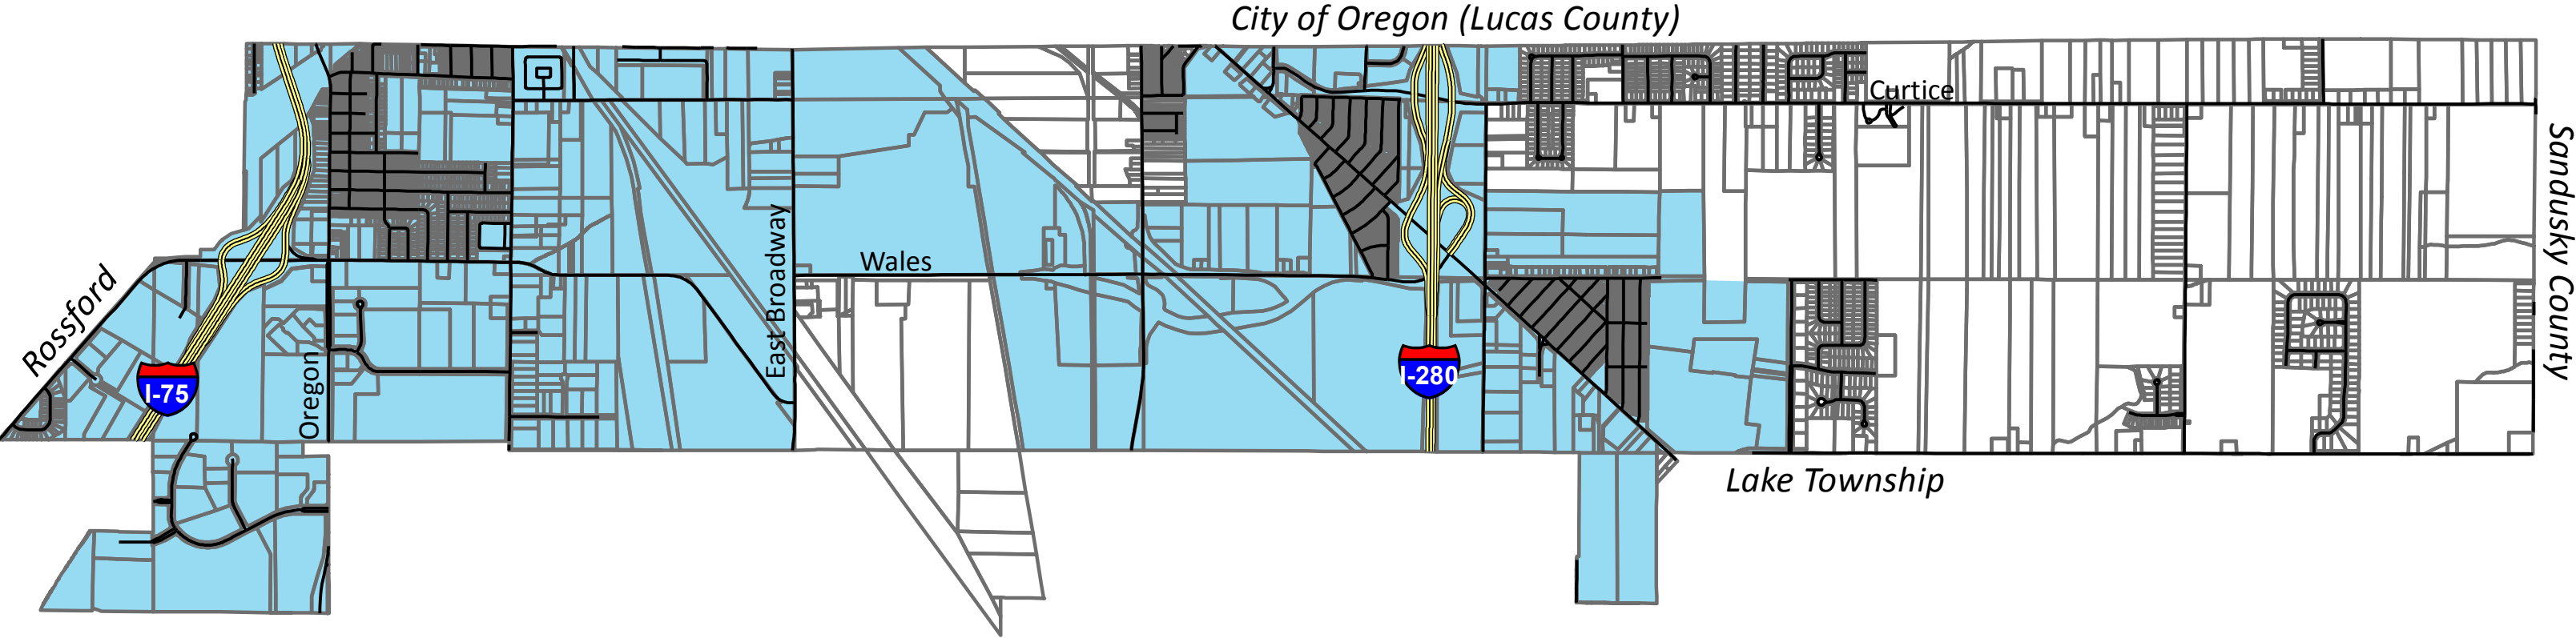 City of Oregon (Lucas County)
Curtice
Sandusky County
East Broadway
Wales
Rossford
Oregon
I-75
I-280
Lake Township